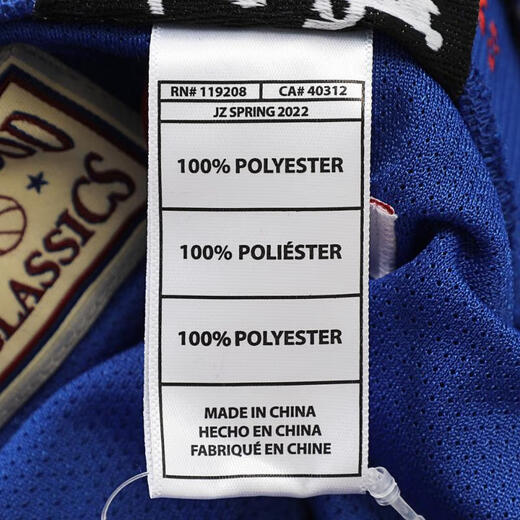 RN# 119208 CA# 40312
JZ SPRING 2022
100% POLYESTER
100% POLIÉSTER
100% POLYESTER
MADE IN CHINA
HECHO EN CHINA
FABRIQUÉ EN CHINE
CLASSICS